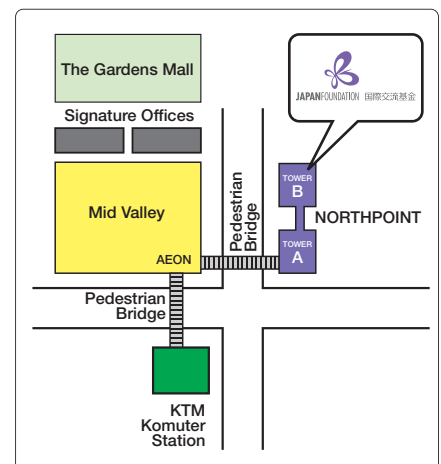 The Gardens Mall
Signature Offices
JAPANFOUNDATION 国際交流基金
Mid Valley
AEON
Pedestrian
Bridge
TOWER
B
NORTHPOINT
TOWER
A
Pedestrian
Bridge
KTM
Komuter
Station